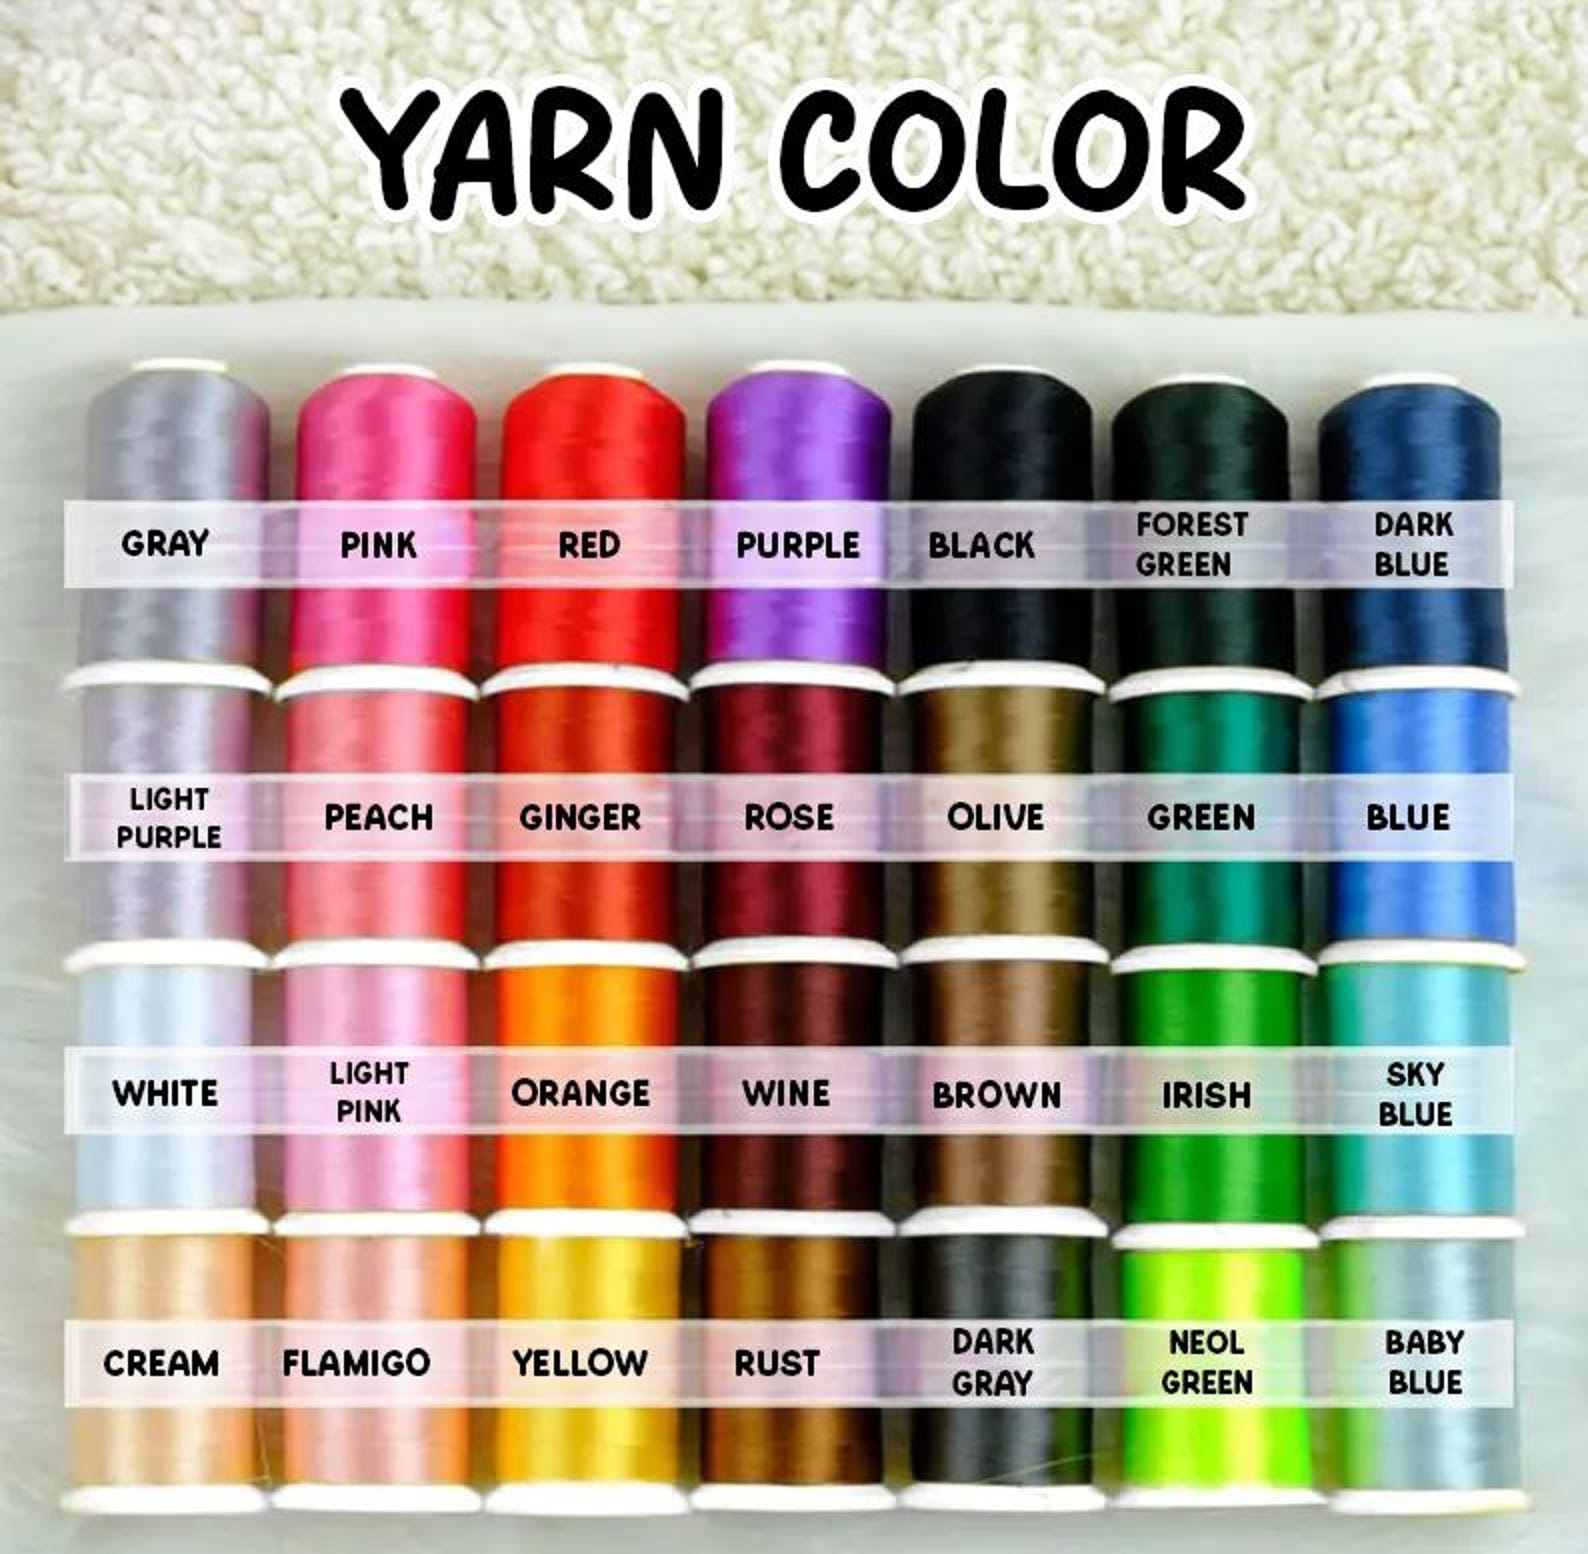 YARN COLOR
GRAY
PINK
RED
PURPLE
BLACK
FOREST
GREEN
DARK
BLUE
LIGHT
PURPLE
PEACH
GINGER
ROSE
OLIVE
GREEN
BLUE
WHITE
LIGHT
PINK
ORANGE
WINE
BROWN
IRISH
SKY
BLUE
CREAM
FLAMIGO
YELLOW
RUST
DARK
GRAY
NEOL
GREEN
BABY
BLUE